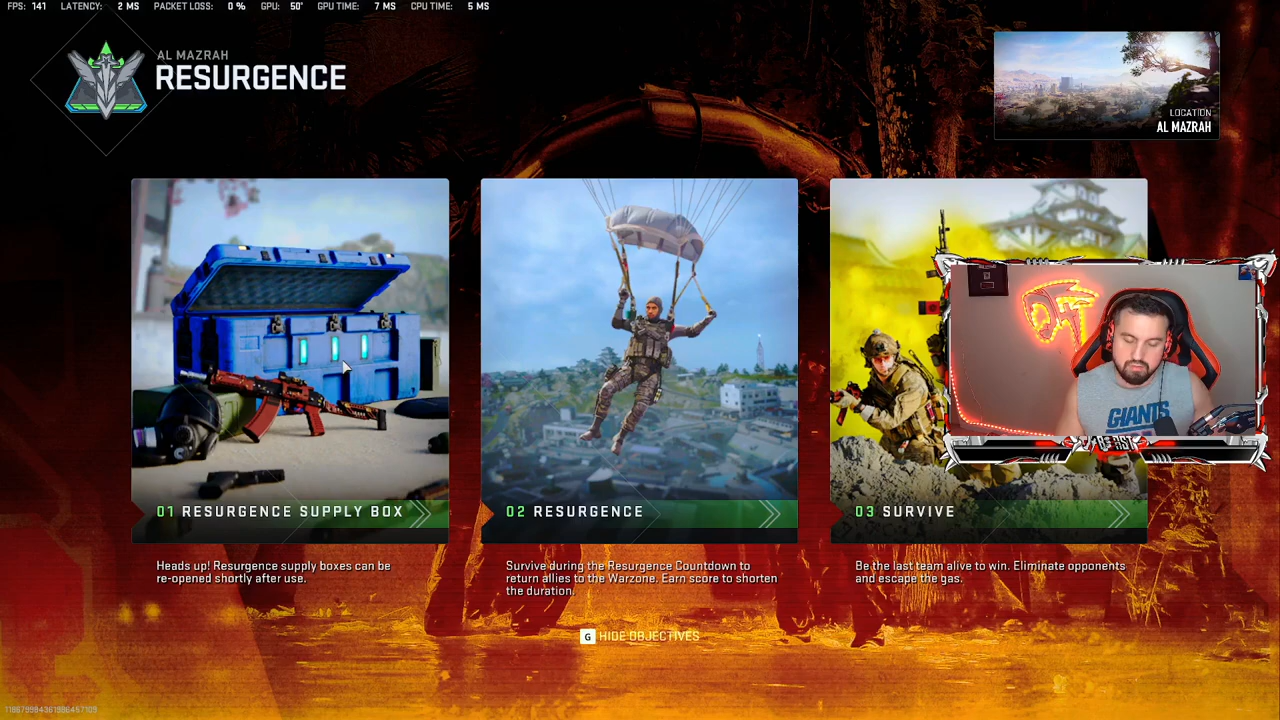 FPS: 141 LATENCY: 2 MS PACKET LOSS: 0 % GPU: 50° GPU TIME: 7 MS CPU TIME: 5 MS
AL MAZRAH
RESURGENCE
LOCATION
AL MAZRAH
GIANTS
BEAST
01 RESURGENCE SUPPLY BOX
02 RESURGENCE
03 SURVIVE
Heads up! Resurgence supply boxes can be
re-opened shortly after use.
Survive during the Resurgence Countdown to
return allies to the Warzone. Earn score to shorten
the duration.
Be the last team alive to win. Eliminate opponents
and escape the gas.
G HIDE OBJECTIVES